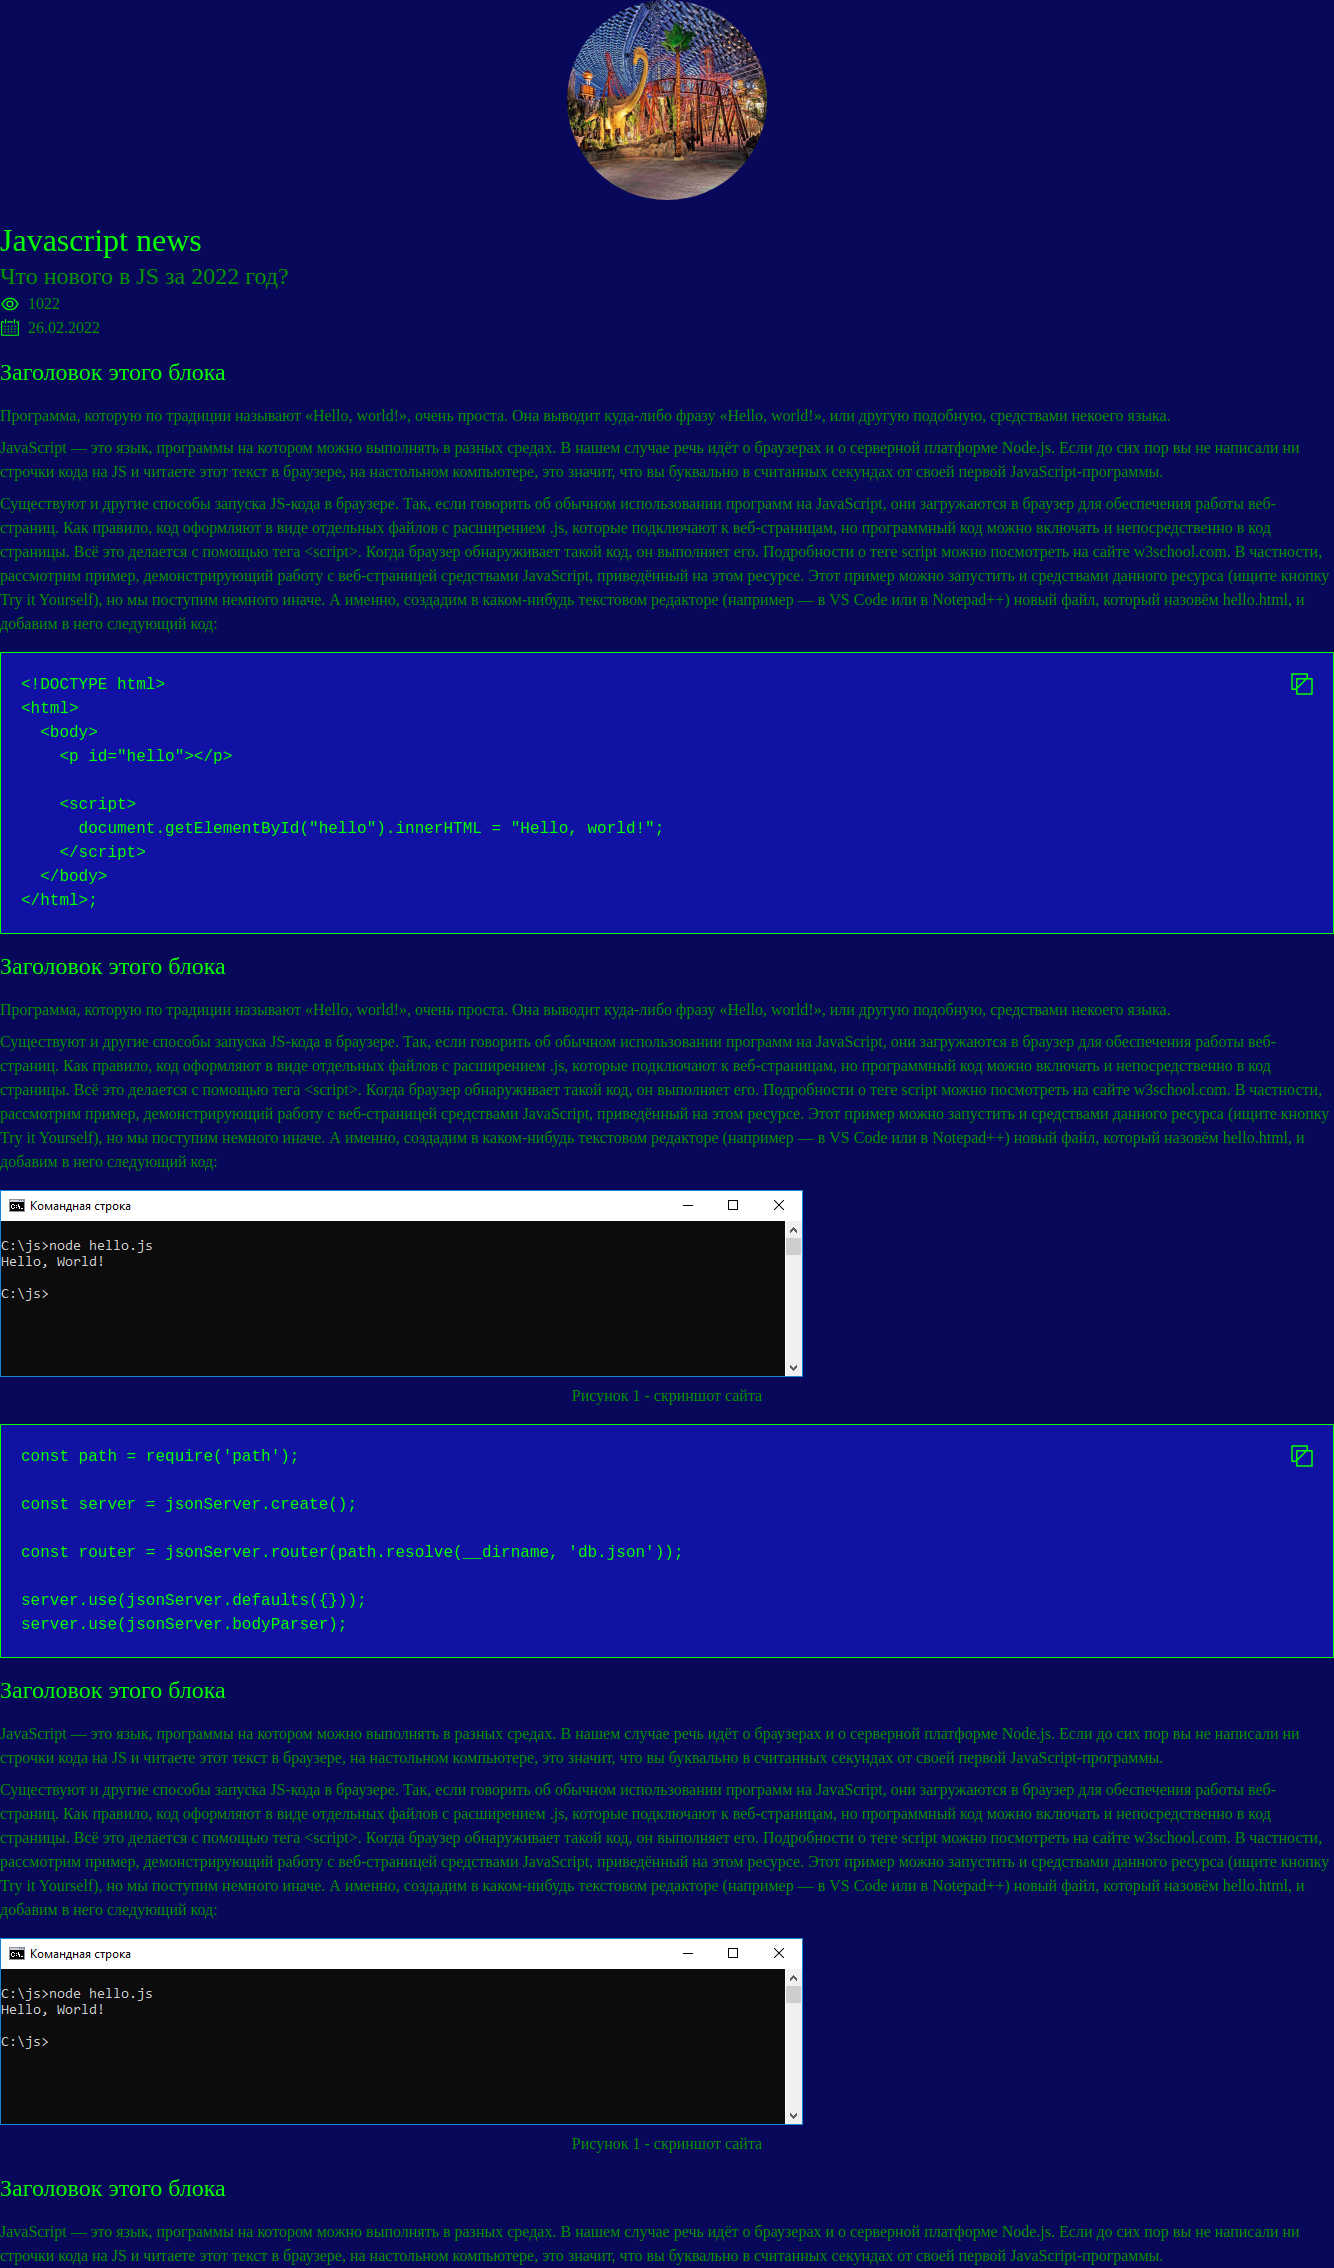 Javascript news
Что нового в JS за 2022 год?
1022
26.02.2022
Заголовок этого блока
Программа, которую по традиции называют «Hello, world!», очень проста. Она выводит куда-либо фразу «Hello, world!», или другую подобную, средствами некоего языка.
JavaScript — это язык, программы на котором можно выполнять в разных средах. В нашем случае речь идёт о браузерах и о серверной платформе Node.js. Если до сих пор вы не написали ни
строчки кода на JS и читаете этот текст в браузере, на настольном компьютере, это значит, что вы буквально в считанных секундах от своей первой JavaScript-программы.
Существуют и другие способы запуска JS-кода в браузере. Так, если говорить об обычном использовании программ на JavaScript, они загружаются в браузер для обеспечения работы веб-
страниц. Как правило, код оформляют в виде отдельных файлов с расширением .js, которые подключают к веб-страницам, но программный код можно включать и непосредственно в код
страницы. Всё это делается с помощью тега <script>. Когда браузер обнаруживает такой код, он выполняет его. Подробности о теге script можно посмотреть на сайте w3school.com. В частности,
рассмотрим пример, демонстрирующий работу с веб-страницей средствами JavaScript, приведённый на этом ресурсе. Этот пример можно запустить и средствами данного ресурса (ищите кнопку
Try it Yourself), но мы поступим немного иначе. А именно, создадим в каком-нибудь текстовом редакторе (например — в VS Code или в Notepad++) новый файл, который назовём hello.html, и
добавим в него следующий код:
<!DOCTYPE html>
<html>
  <body>
    <p id="hello"></p>
    <script>
      document.getElementById("hello").innerHTML = "Hello, world!";
    </script>
  </body>
</html>;
Заголовок этого блока
Программа, которую по традиции называют «Hello, world!», очень проста. Она выводит куда-либо фразу «Hello, world!», или другую подобную, средствами некоего языка.
Существуют и другие способы запуска JS-кода в браузере. Так, если говорить об обычном использовании программ на JavaScript, они загружаются в браузер для обеспечения работы веб-
страниц. Как правило, код оформляют в виде отдельных файлов с расширением .js, которые подключают к веб-страницам, но программный код можно включать и непосредственно в код
страницы. Всё это делается с помощью тега <script>. Когда браузер обнаруживает такой код, он выполняет его. Подробности о теге script можно посмотреть на сайте w3school.com. В частности,
рассмотрим пример, демонстрирующий работу с веб-страницей средствами JavaScript, приведённый на этом ресурсе. Этот пример можно запустить и средствами данного ресурса (ищите кнопку
Try it Yourself), но мы поступим немного иначе. А именно, создадим в каком-нибудь текстовом редакторе (например — в VS Code или в Notepad++) новый файл, который назовём hello.html, и
добавим в него следующий код:
Командная строка
C:\js>node hello.js
Hello, World!
C:\js>
Рисунок 1 - скриншот сайта
const path = require('path');
const server = jsonServer.create();
const router = jsonServer.router(path.resolve(__dirname, 'db.json'));
server.use(jsonServer.defaults({}));
server.use(jsonServer.bodyParser);
Заголовок этого блока
JavaScript — это язык, программы на котором можно выполнять в разных средах. В нашем случае речь идёт о браузерах и о серверной платформе Node.js. Если до сих пор вы не написали ни
строчки кода на JS и читаете этот текст в браузере, на настольном компьютере, это значит, что вы буквально в считанных секундах от своей первой JavaScript-программы.
Существуют и другие способы запуска JS-кода в браузере. Так, если говорить об обычном использовании программ на JavaScript, они загружаются в браузер для обеспечения работы веб-
страниц. Как правило, код оформляют в виде отдельных файлов с расширением .js, которые подключают к веб-страницам, но программный код можно включать и непосредственно в код
страницы. Всё это делается с помощью тега <script>. Когда браузер обнаруживает такой код, он выполняет его. Подробности о теге script можно посмотреть на сайте w3school.com. В частности,
рассмотрим пример, демонстрирующий работу с веб-страницей средствами JavaScript, приведённый на этом ресурсе. Этот пример можно запустить и средствами данного ресурса (ищите кнопку
Try it Yourself), но мы поступим немного иначе. А именно, создадим в каком-нибудь текстовом редакторе (например — в VS Code или в Notepad++) новый файл, который назовём hello.html, и
добавим в него следующий код:
Командная строка
C:\js>node hello.js
Hello, World!
C:\js>
Рисунок 1 - скриншот сайта
Заголовок этого блока
JavaScript — это язык, программы на котором можно выполнять в разных средах. В нашем случае речь идёт о браузерах и о серверной платформе Node.js. Если до сих пор вы не написали ни
строчки кода на JS и читаете этот текст в браузере, на настольном компьютере, это значит, что вы буквально в считанных секундах от своей первой JavaScript-программы.